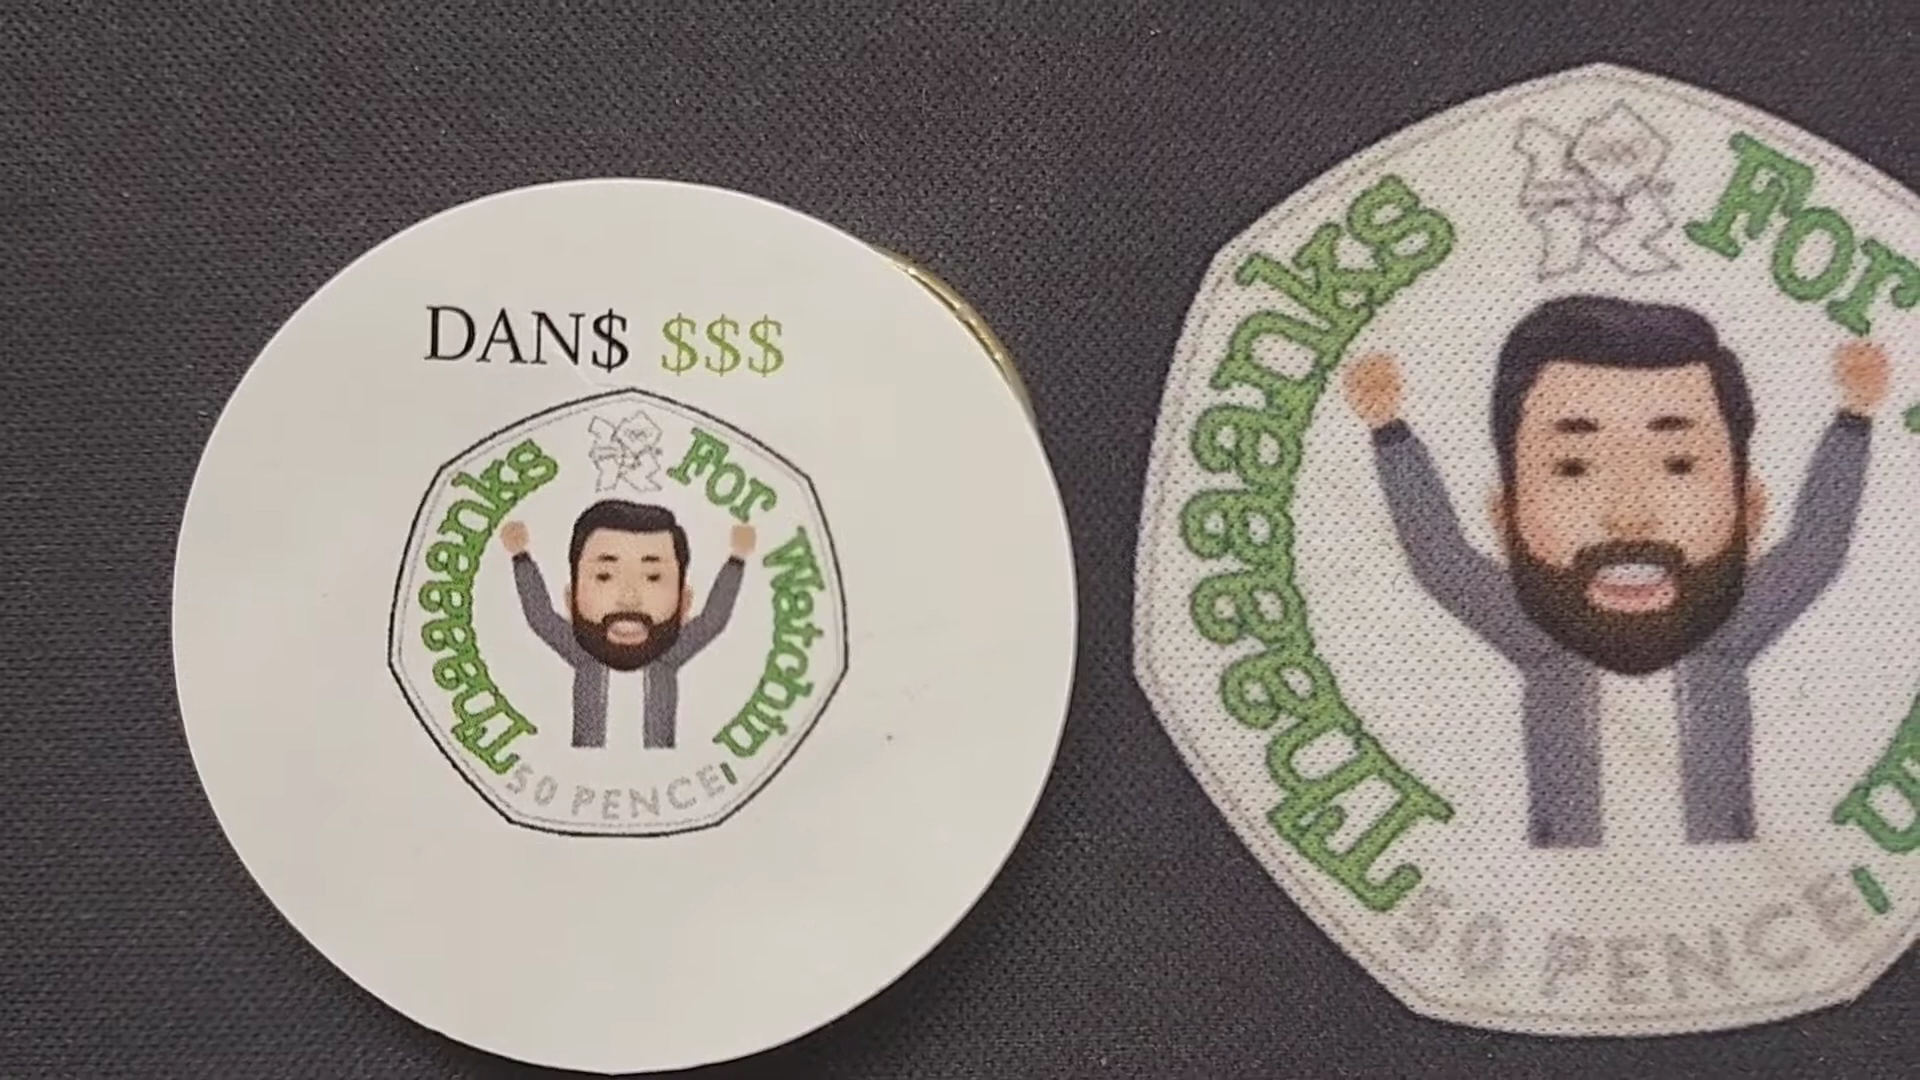 DAN$ $$$
Thaaaanks For Watchin'
50 PENCE
Thaaaanks For
50 PENCE